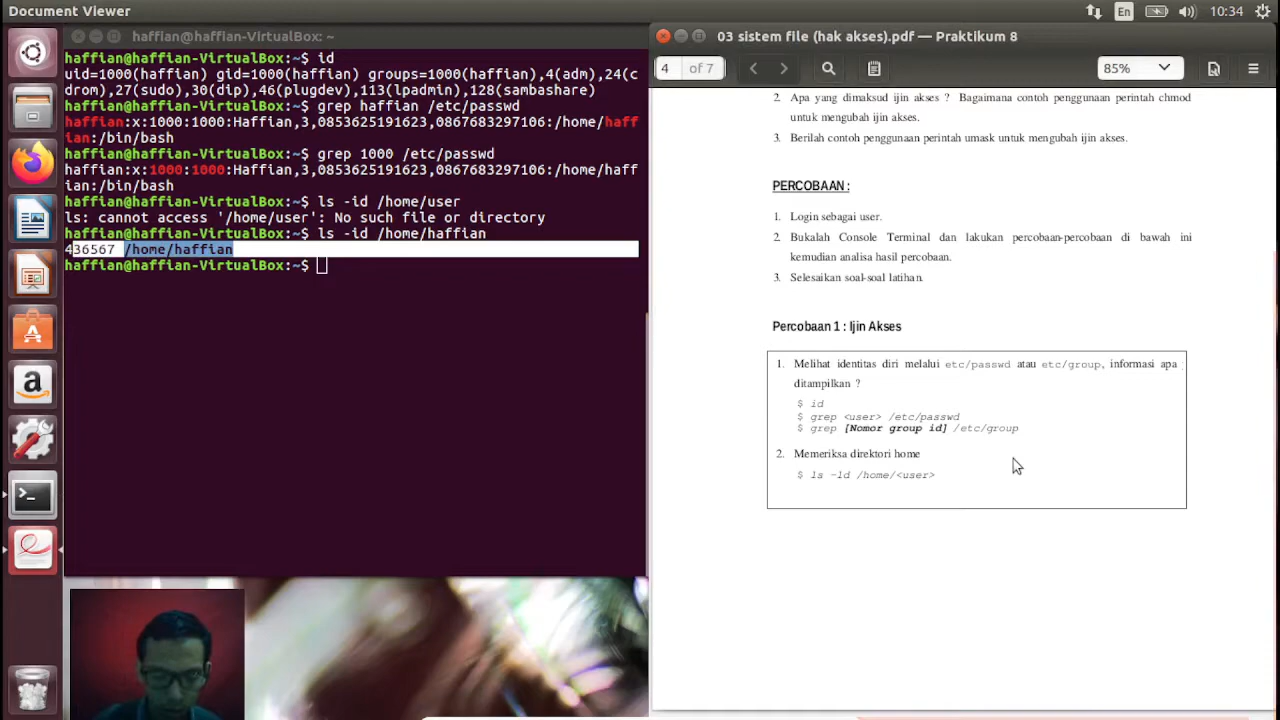 Document Viewer
En
10:34
haffian@haffian-VirtualBox: ~
haffian@haffian-VirtualBox:~$ id
uid=1000(haffian) gid=1000(haffian) groups=1000(haffian),4(adm),24(c
drom),27(sudo),30(dip),46(plugdev),113(lpadmin),128(sambashare)
haffian@haffian-VirtualBox:~$ grep haffian /etc/passwd
haffian:x:1000:1000:Haffian,3,0853625191623,0867683297106:/home/haff
ian:/bin/bash
haffian@haffian-VirtualBox:~$ grep 1000 /etc/passwd
haffian:x:1000:1000:Haffian,3,0853625191623,0867683297106:/home/haff
ian:/bin/bash
haffian@haffian-VirtualBox:~$ ls -id /home/user
ls: cannot access '/home/user': No such file or directory
haffian@haffian-VirtualBox:~$ ls -id /home/haffian
436567 /home/haffian
haffian@haffian-VirtualBox:~$
03 sistem file (hak akses).pdf — Praktikum 8
4 of 7
85%
2. Apa yang dimaksud ijin akses ? Bagaimana contoh penggunaan perintah chmod
untuk mengubah ijin akses.
3. Berilah contoh penggunaan perintah umask untuk mengubah ijin akses.
PERCOBAAN :
1. Login sebagai user.
2. Bukalah Console Terminal dan lakukan percobaan-percobaan di bawah ini
kemudian analisa hasil percobaan.
3. Selesaikan soal-soal latihan.
Percobaan 1 : Ijin Akses
1. Melihat identitas diri melalui etc/passwd atau etc/group, informasi apa
ditampilkan ?
$ id
$ grep <user> /etc/passwd
$ grep [Nomor group id] /etc/group
2. Memeriksa direktori home
$ ls -ld /home/<user>